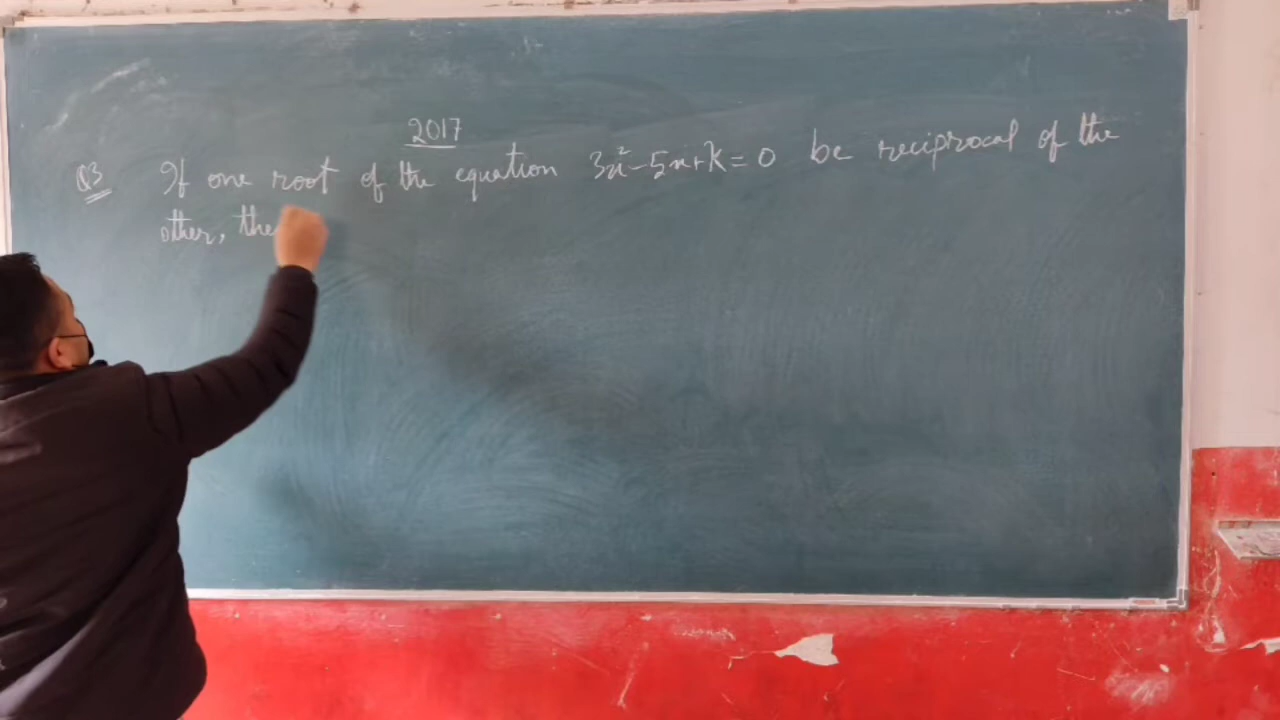 2017
Q3 If one root of the equation 3x²-5x+k=0 be reciprocal of the
other, the